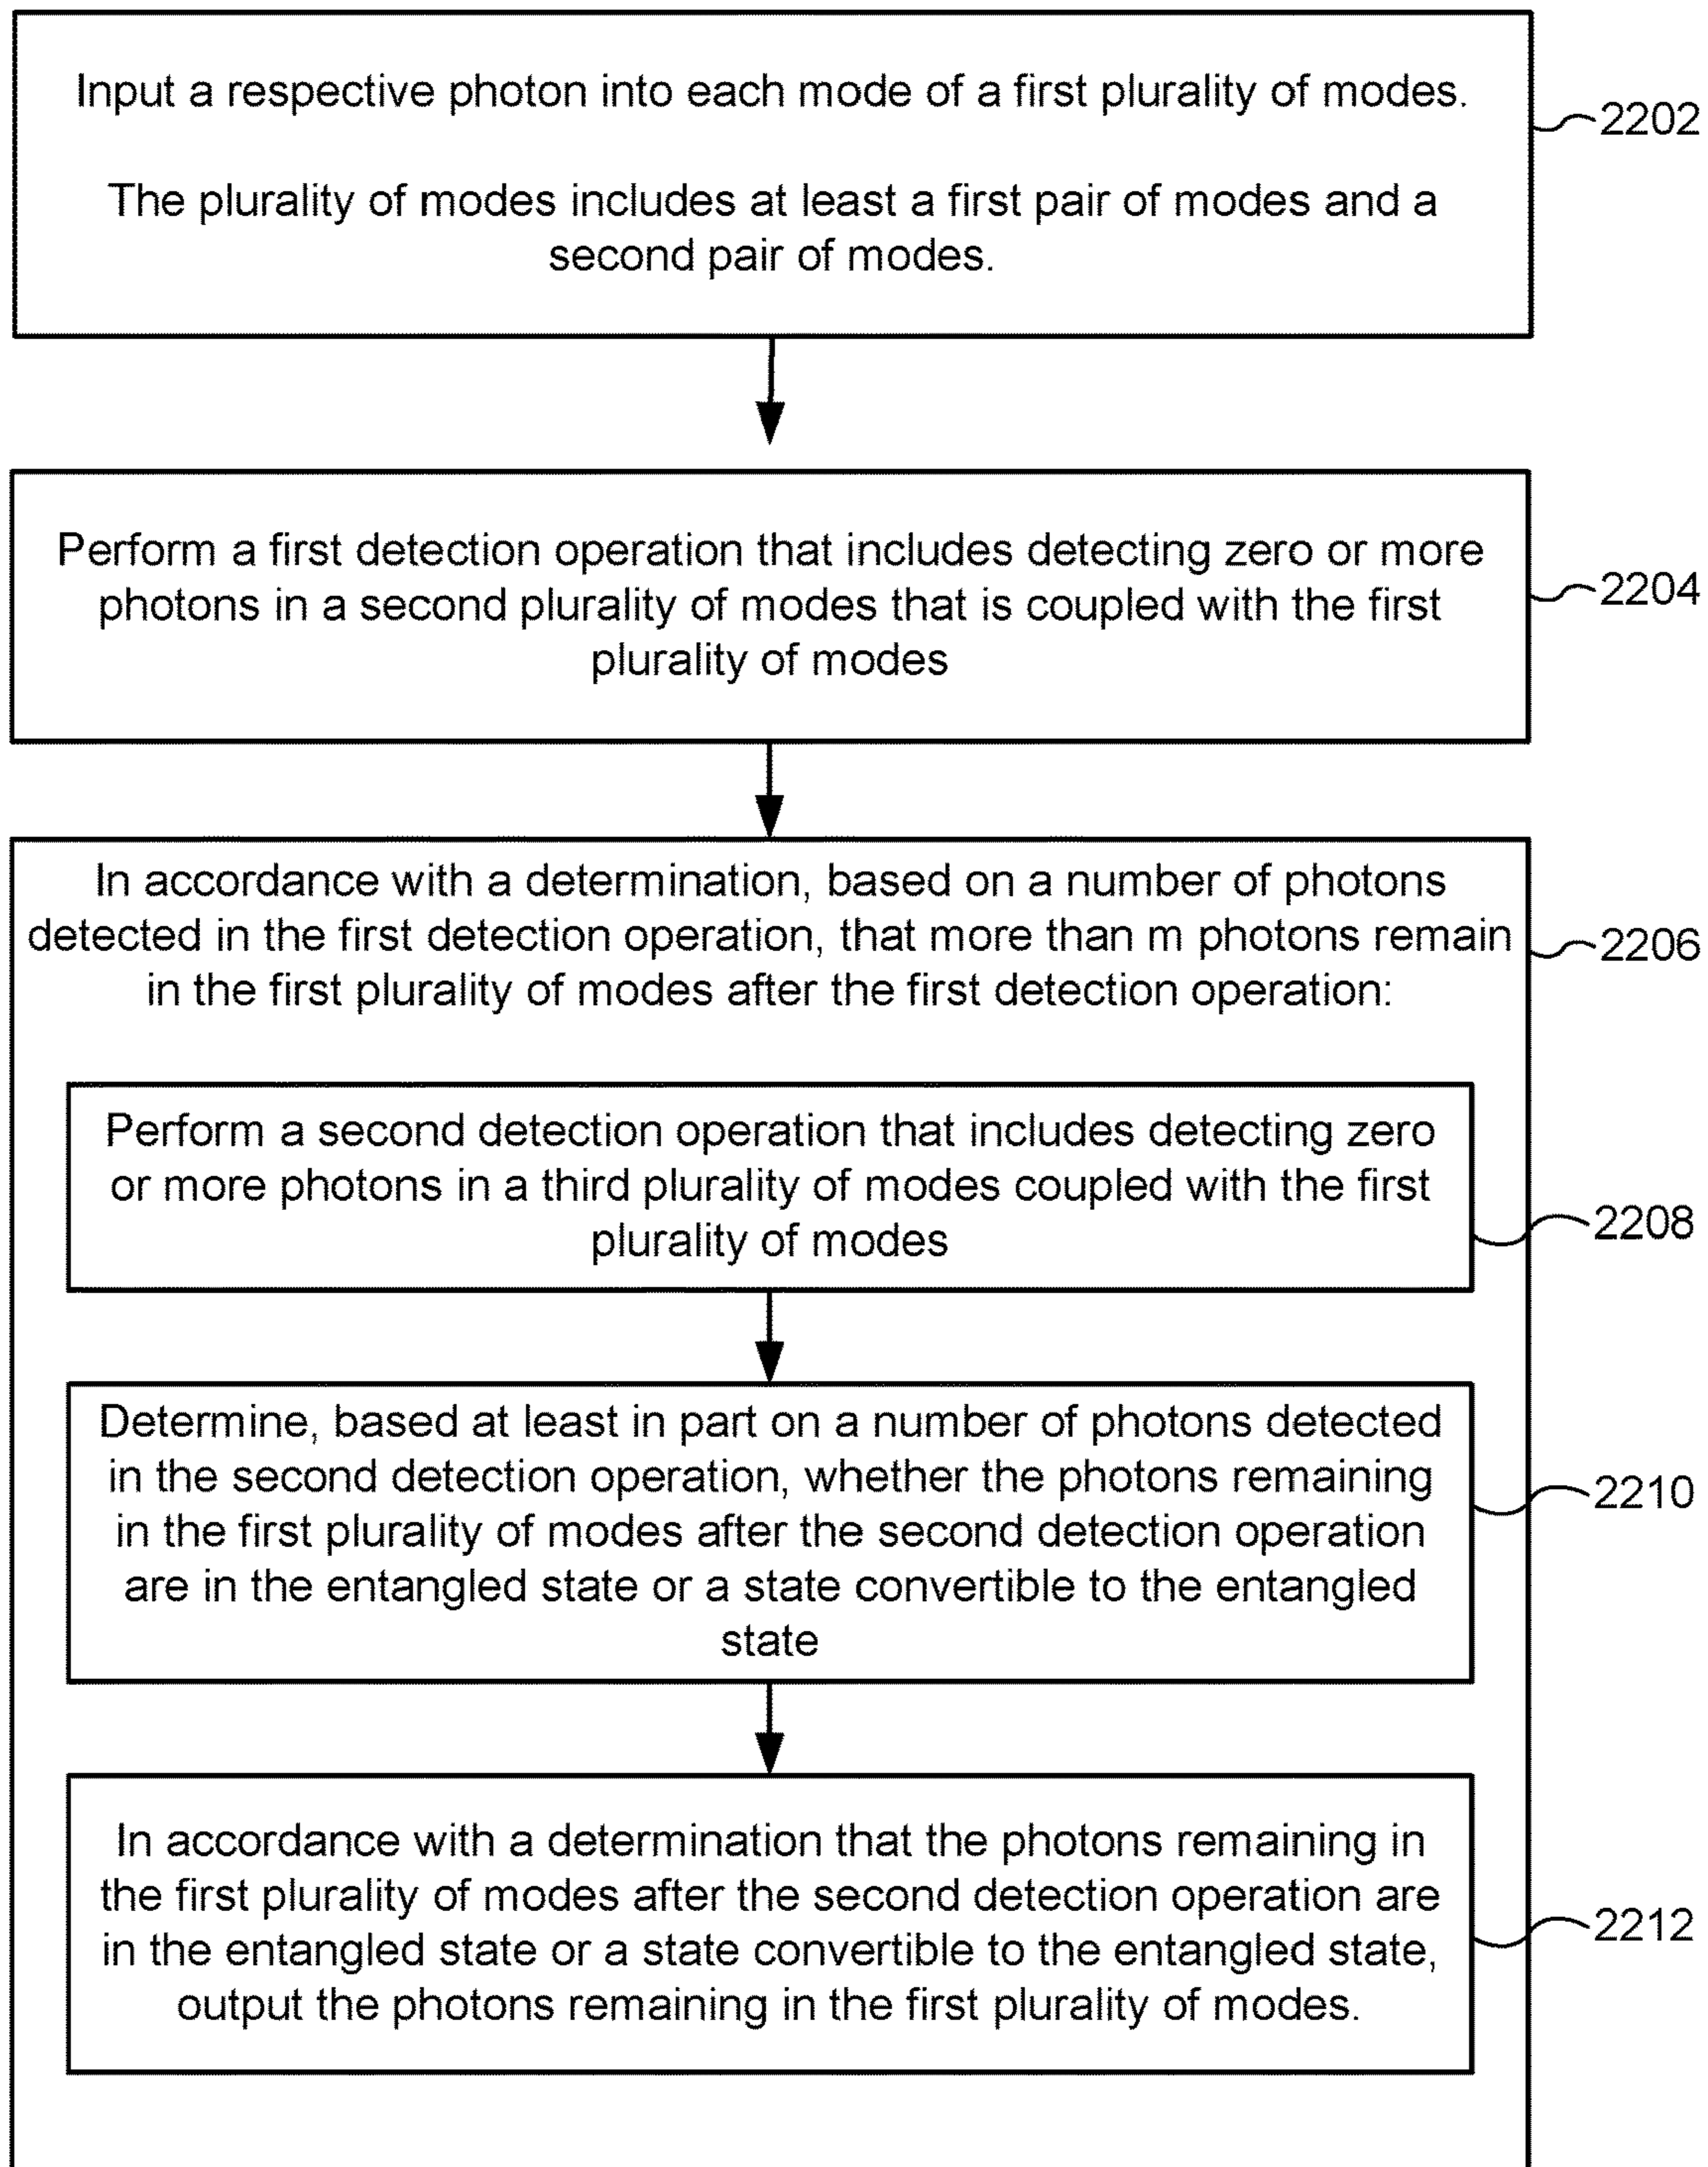 Input a respective photon into each mode of a first plurality of modes.
2202
The plurality of modes includes at least a first pair of modes and a
second pair of modes.
Perform a first detection operation that includes detecting zero or more
photons in a second plurality of modes that is coupled with the first
plurality of modes
2204
In accordance with a determination, based on a number of photons
detected in the first detection operation, that more than m photons remain
in the first plurality of modes after the first detection operation:
2206
Perform a second detection operation that includes detecting zero
or more photons in a third plurality of modes coupled with the first
plurality of modes
2208
Determine, based at least in part on a number of photons detected
in the second detection operation, whether the photons remaining
in the first plurality of modes after the second detection operation
are in the entangled state or a state convertible to the entangled
state
2210
In accordance with a determination that the photons remaining in
the first plurality of modes after the second detection operation are
in the entangled state or a state convertible to the entangled state,
output the photons remaining in the first plurality of modes.
2212